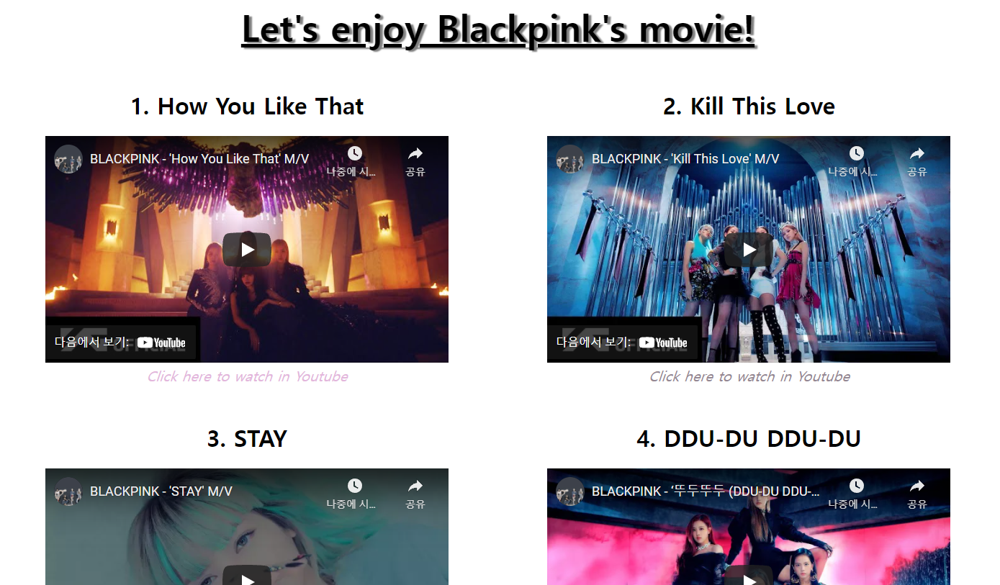 Let's enjoy Blackpink's movie!
1. How You Like That
2. Kill This Love
BLACKPINK - 'How You Like That' M/V
나중에 시...
공유
BLACKPINK - 'Kill This Love' M/V
나중에 시...
공유
다음에서 보기: YouTube
OFFICIAL
다음에서 보기: YouTube
OFFICIAL
Click here to watch in Youtube
Click here to watch in Youtube
3. STAY
4. DDU-DU DDU-DU
BLACKPINK - 'STAY' M/V
나중에 시...
공유
BLACKPINK - ‘뚜두뚜두 (DDU-DU DDU-...
나중에 시...
공유